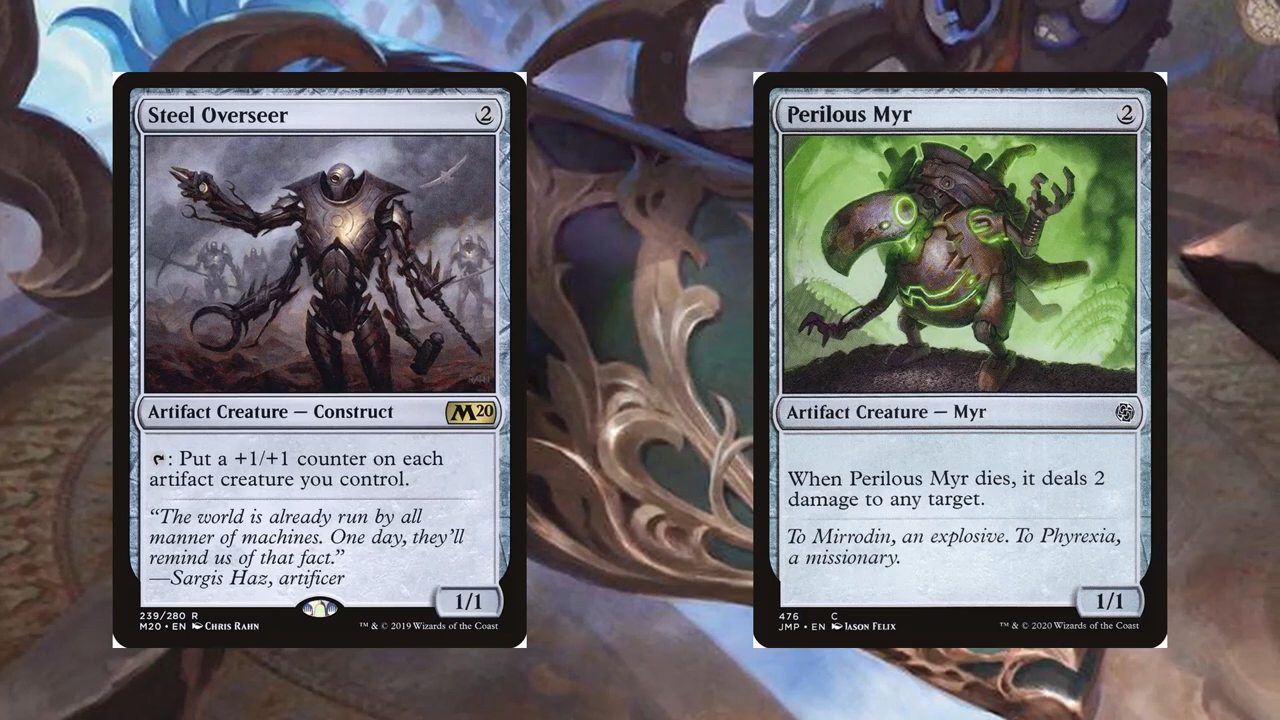 Steel Overseer 2
Artifact Creature — Construct M20
: Put a +1/+1 counter on each
artifact creature you control.
“The world is already run by all
manner of machines. One day, they’ll
remind us of that fact.”
—Sargis Haz, artificer
1/1
239/280 R
M20 • EN Chris Rahn ™ & © 2019 Wizards of the Coast
Perilous Myr 2
Artifact Creature — Myr
When Perilous Myr dies, it deals 2
damage to any target.
To Mirrodin, an explosive. To Phyrexia,
a missionary.
1/1
476 C
JMP • EN Jason Felix ™ & © 2020 Wizards of the Coast